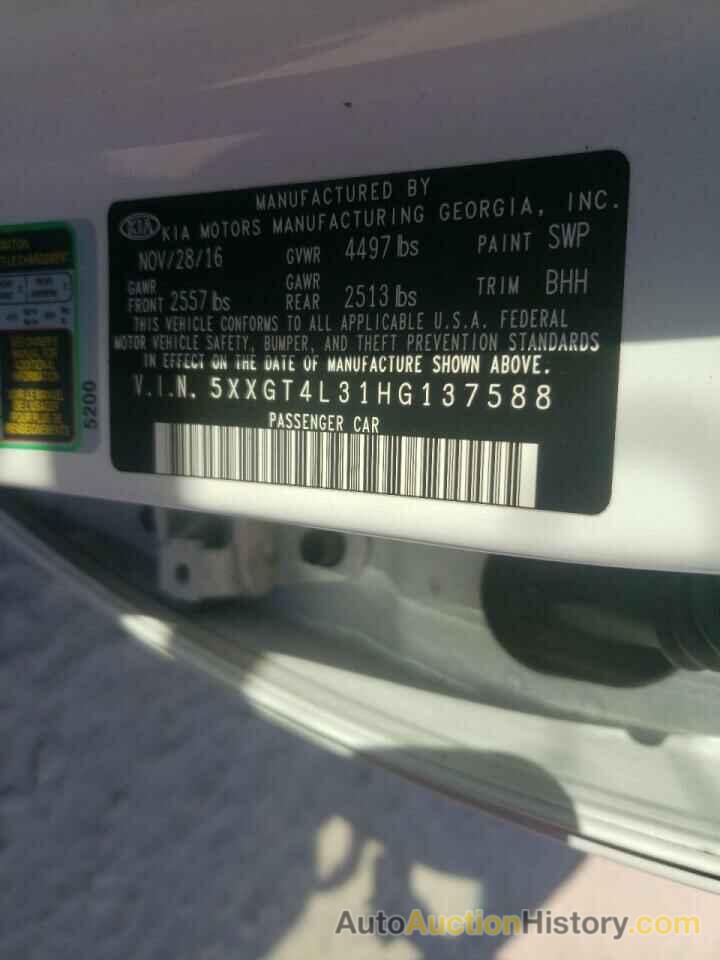 MANUFACTURED BY
KIA KIA MOTORS MANUFACTURING GEORGIA, INC.
NOV/28/16 GVWR 4497 lbs PAINT SWP
GAWR FRONT 2557 lbs GAWR REAR 2513 lbs TRIM BHH
THIS VEHICLE CONFORMS TO ALL APPLICABLE U.S.A. FEDERAL
MOTOR VEHICLE SAFETY, BUMPER, AND THEFT PREVENTION STANDARDS
IN EFFECT ON THE DATE OF MANUFACTURE SHOWN ABOVE.
V.I.N. 5XXGT4L31HG137588
PASSENGER CAR
5200
AutoAuctionHistory.com